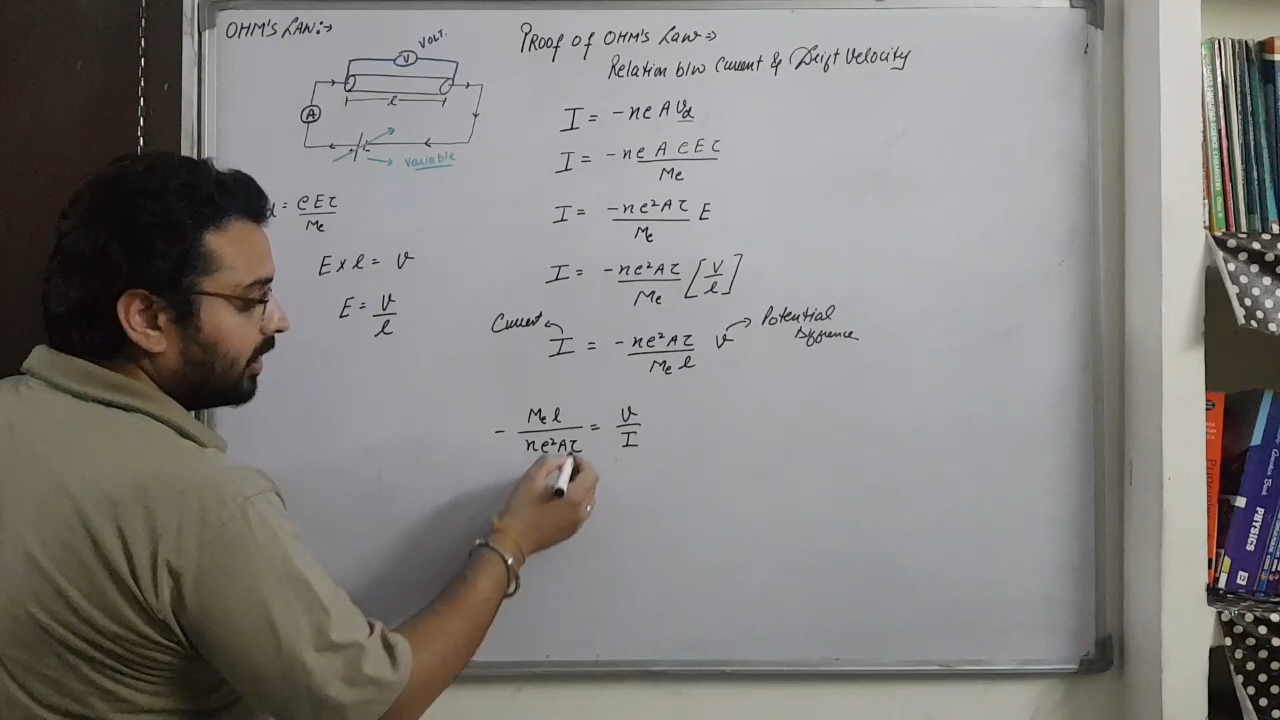 OHM'S LAW:→
VOLT.
V
A
l
variable
d = eEτ/Me
E x l = V
E = V/l
PROOF OF OHM'S LAW:→
Relation b/w Current & Drift Velocity
I = -neAVd
I = -neA eEτ/Me
I = -ne²Aτ/Me E
I = -ne²Aτ/Me [V/l]
Current
Potential
Difference
I = -ne²Aτ/Me l V
- Me l/ne²Aτ = V/I
PHYSICS